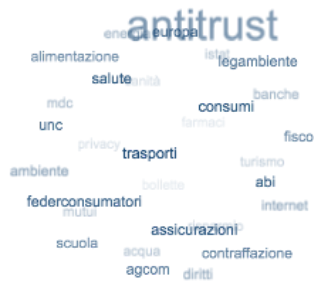 antitrust
energia europa
istat
alimentazione legambiente
salute sanità
banche
mdc consumi
farmaci
unc
fisco
privacy trasporti
turismo
ambiente
bollette abi
federconsumatori internet
mutui
risparmio
assicurazioni
scuola
acqua contraffazione
agcom diritti